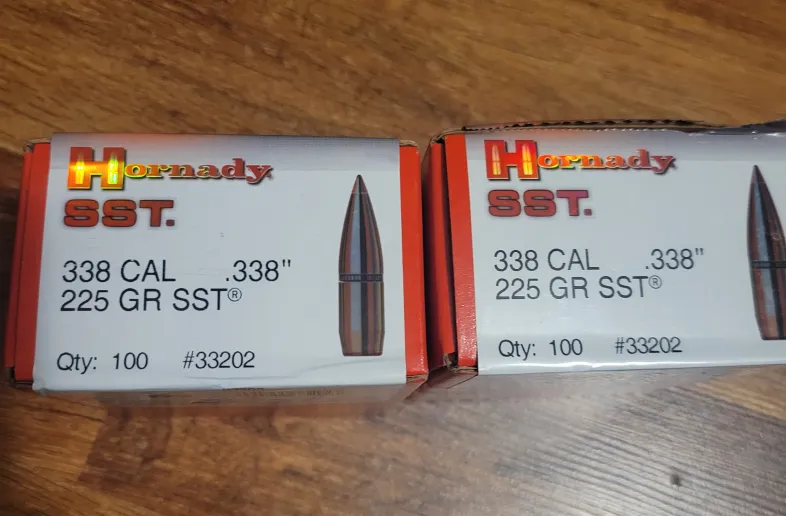 Hornady
SST.
338 CAL .338"
225 GR SST®
Qty: 100 #33202
Hornady
SST.
338 CAL .338"
225 GR SST®
Qty: 100 #33202